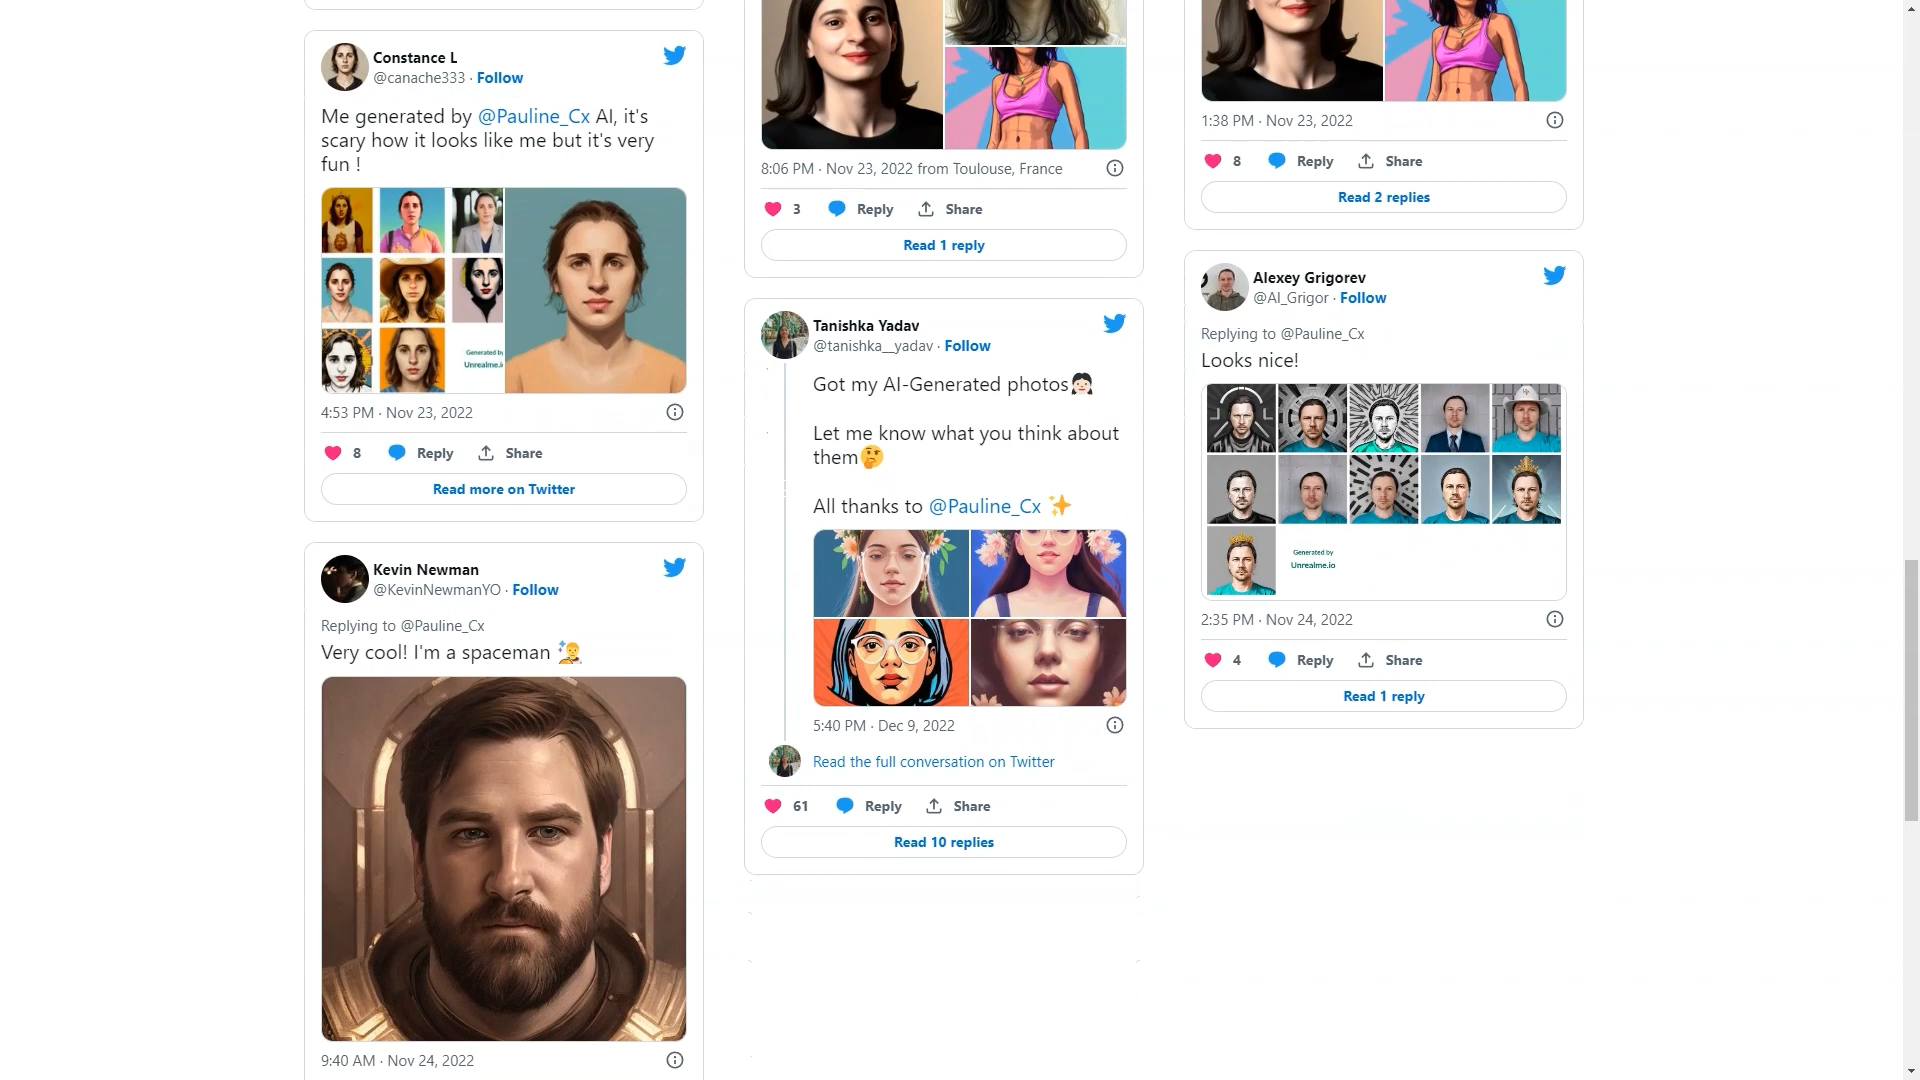 Constance L
@canache333 · Follow
Me generated by @Pauline_Cx AI, it's
scary how it looks like me but it's very
fun !
Generated by
Unrealme.i
4:53 PM · Nov 23, 2022
8 Reply Share
Read more on Twitter
Kevin Newman
@KevinNewmanYO · Follow
Replying to @Pauline_Cx
Very cool! I'm a spaceman 🧑‍🚀
9:40 AM · Nov 24, 2022
8:06 PM · Nov 23, 2022 from Toulouse, France
3 Reply Share
Read 1 reply
Tanishka Yadav
@tanishka__yadav · Follow
Got my AI-Generated photos👧🏻
Let me know what you think about
them🤔
All thanks to @Pauline_Cx ✨
5:40 PM · Dec 9, 2022
Read the full conversation on Twitter
61 Reply Share
Read 10 replies
1:38 PM · Nov 23, 2022
8 Reply Share
Read 2 replies
Alexey Grigorev
@Al_Grigor · Follow
Replying to @Pauline_Cx
Looks nice!
Generated by
Unrealme.io
2:35 PM · Nov 24, 2022
4 Reply Share
Read 1 reply